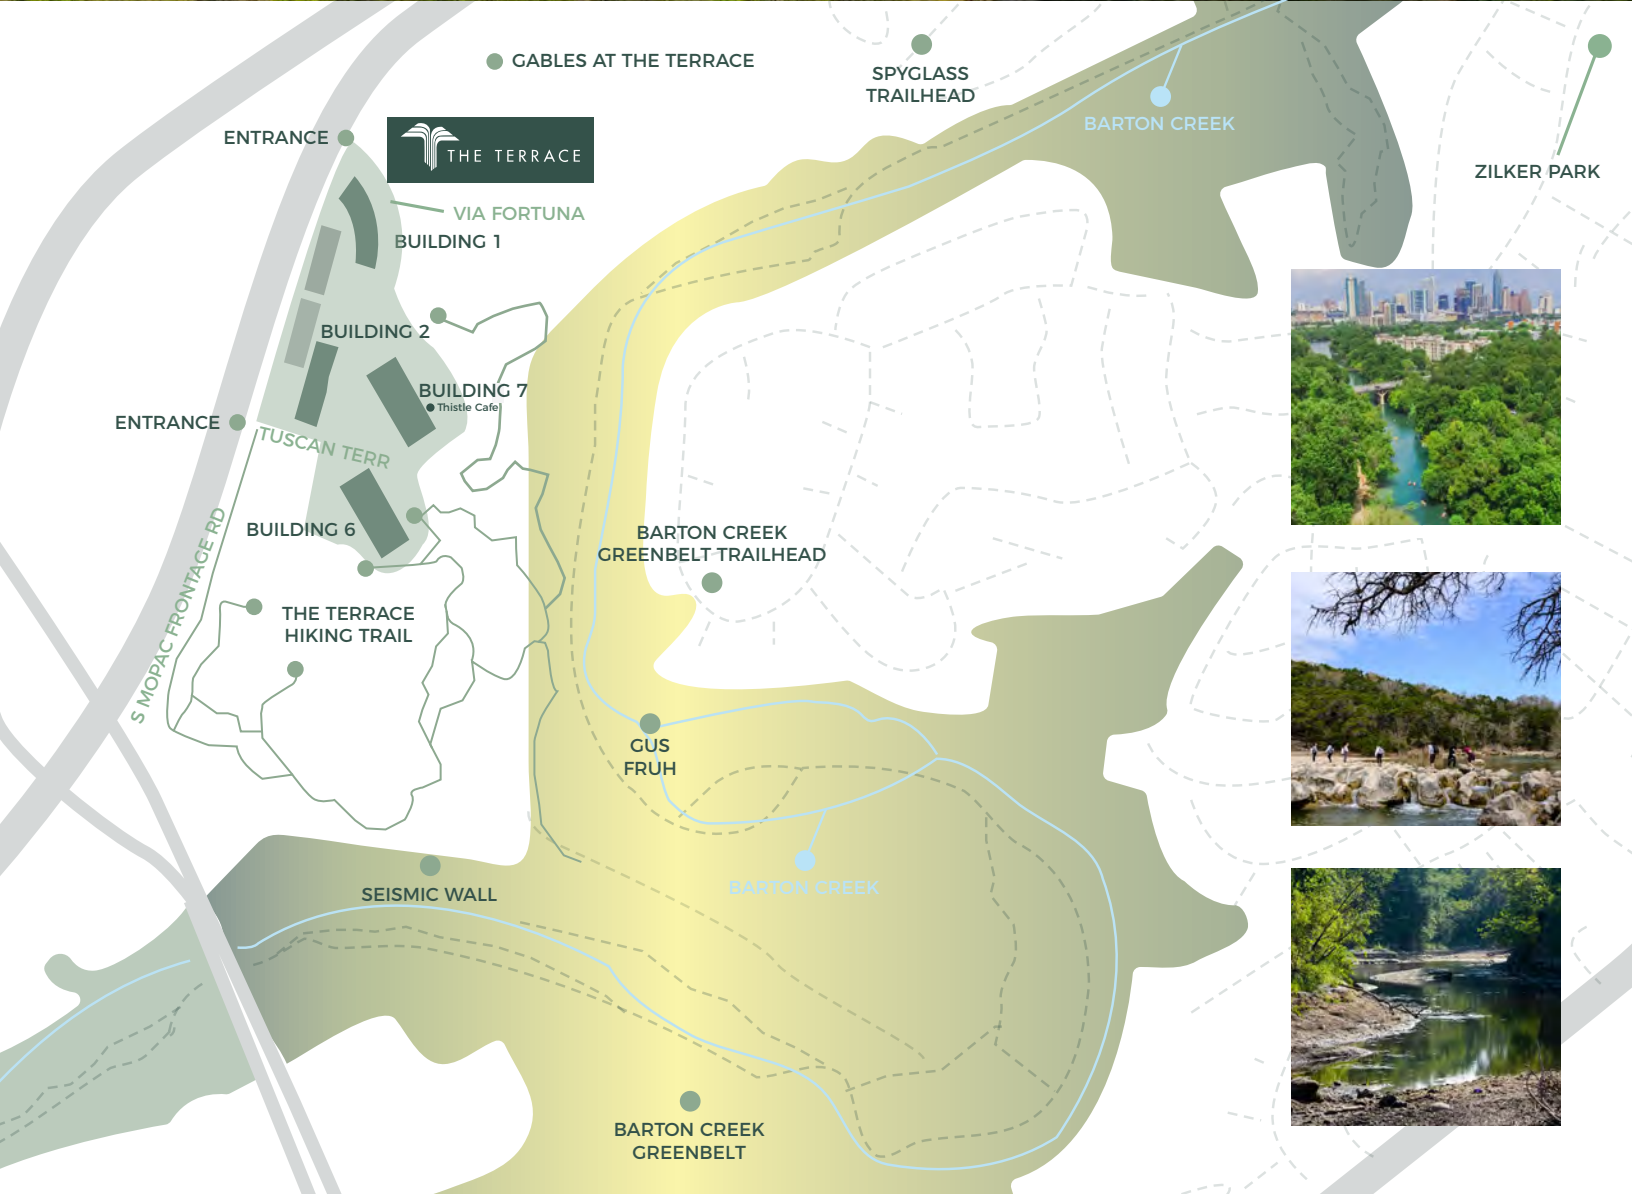 GABLES AT THE TERRACE
SPYGLASS
TRAILHEAD
BARTON CREEK
ZILKER PARK
ENTRANCE
THE TERRACE
VIA FORTUNA
BUILDING 1
BUILDING 2
BUILDING 7
Thistle Cafe
ENTRANCE
TUSCAN TERR
BUILDING 6
S MOPAC FRONTAGE RD
BARTON CREEK
GREENBELT TRAILHEAD
THE TERRACE
HIKING TRAIL
GUS
FRUH
BARTON CREEK
SEISMIC WALL
BARTON CREEK
GREENBELT